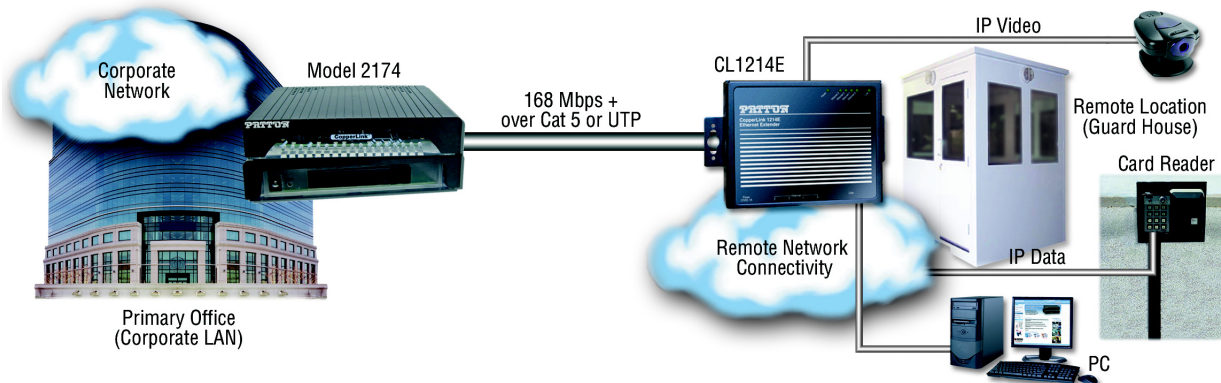 Corporate
Network
Model 2174
PATTON
CopperLink
168 Mbps +
over Cat 5 or UTP
CL1214E
PATTON
CopperLink 1214E
Ethernet Extender
IP Video
Remote Location
(Guard House)
Card Reader
Remote Network
Connectivity
IP Data
Primary Office
(Corporate LAN)
PC